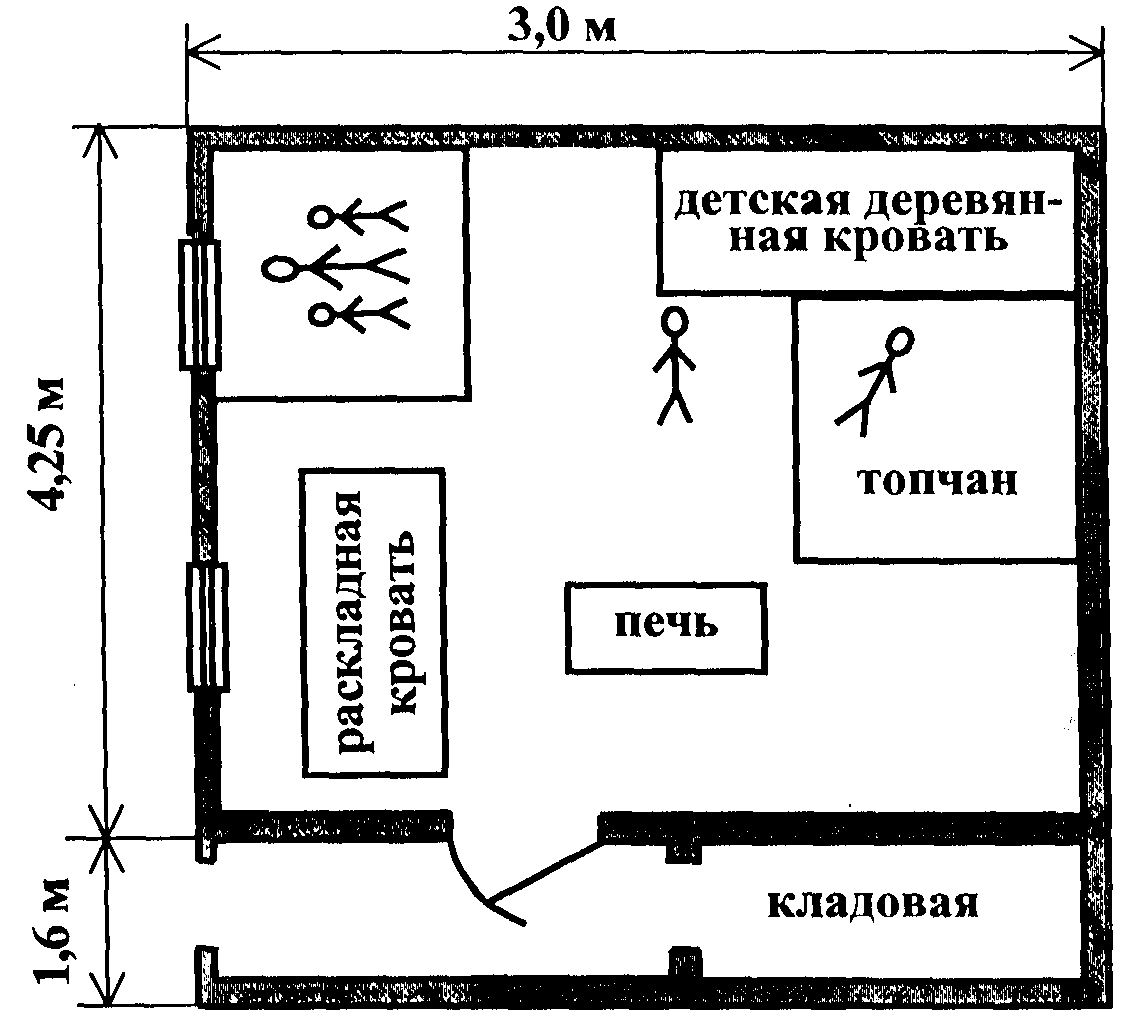 3,0 м
детская деревян-
ная кровать
4,25 м
топчан
раскладная
кровать
печь
кладовая
1,6 м